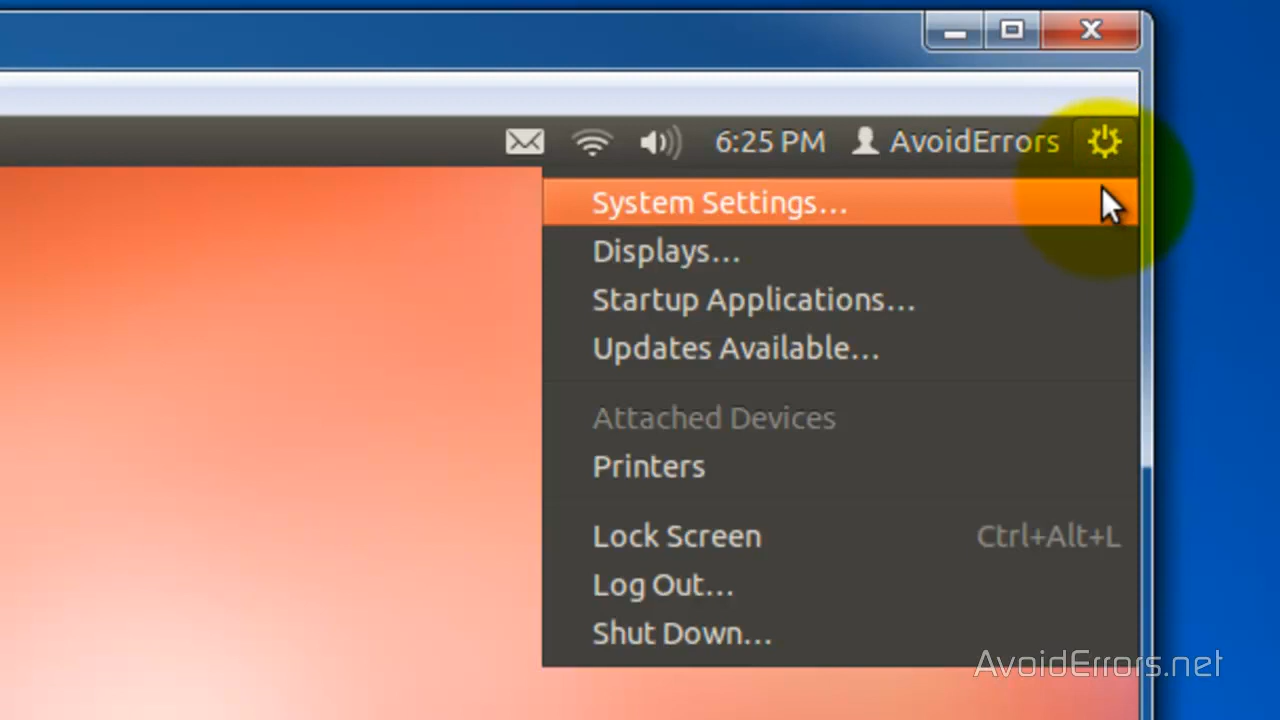 6:25 PM AvoidErrors
System Settings...
Displays...
Startup Applications...
Updates Available...
Attached Devices
Printers
Lock Screen Ctrl+Alt+L
Log Out...
Shut Down...
AvoidErrors.net